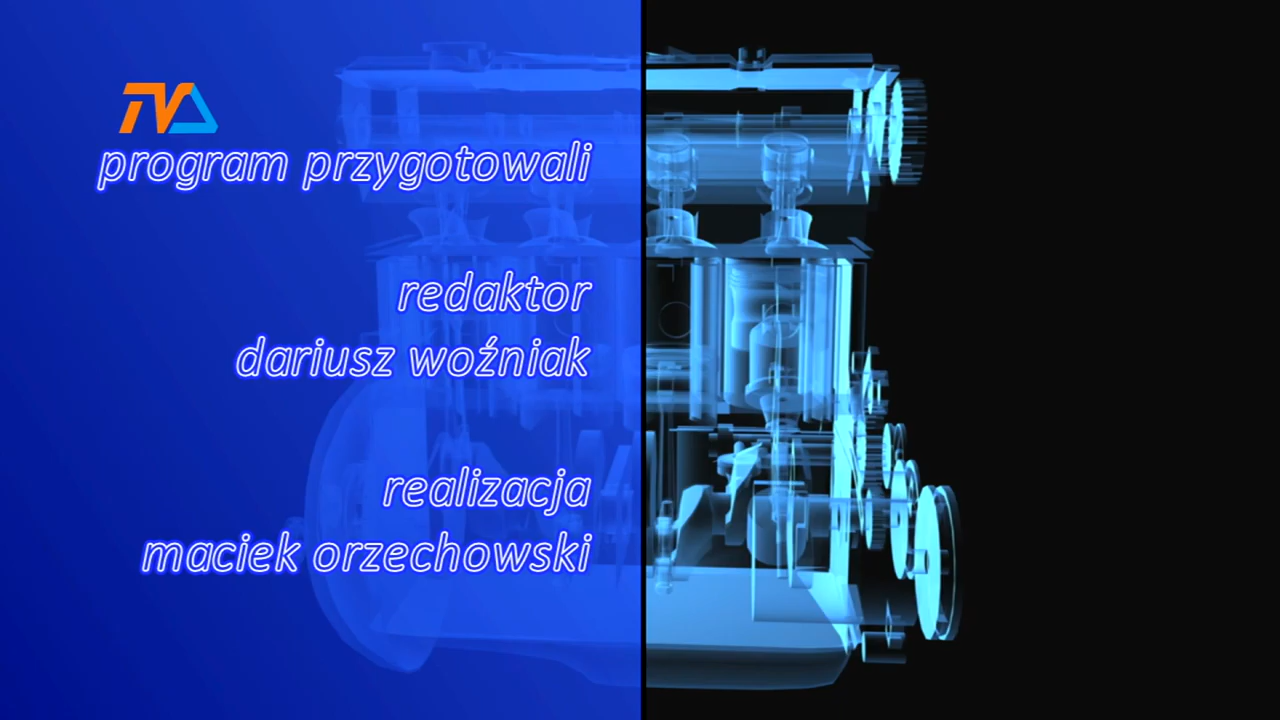 TVA
program przygotowali
redaktor
dariusz woźniak
realizacja
maciek orzechowski